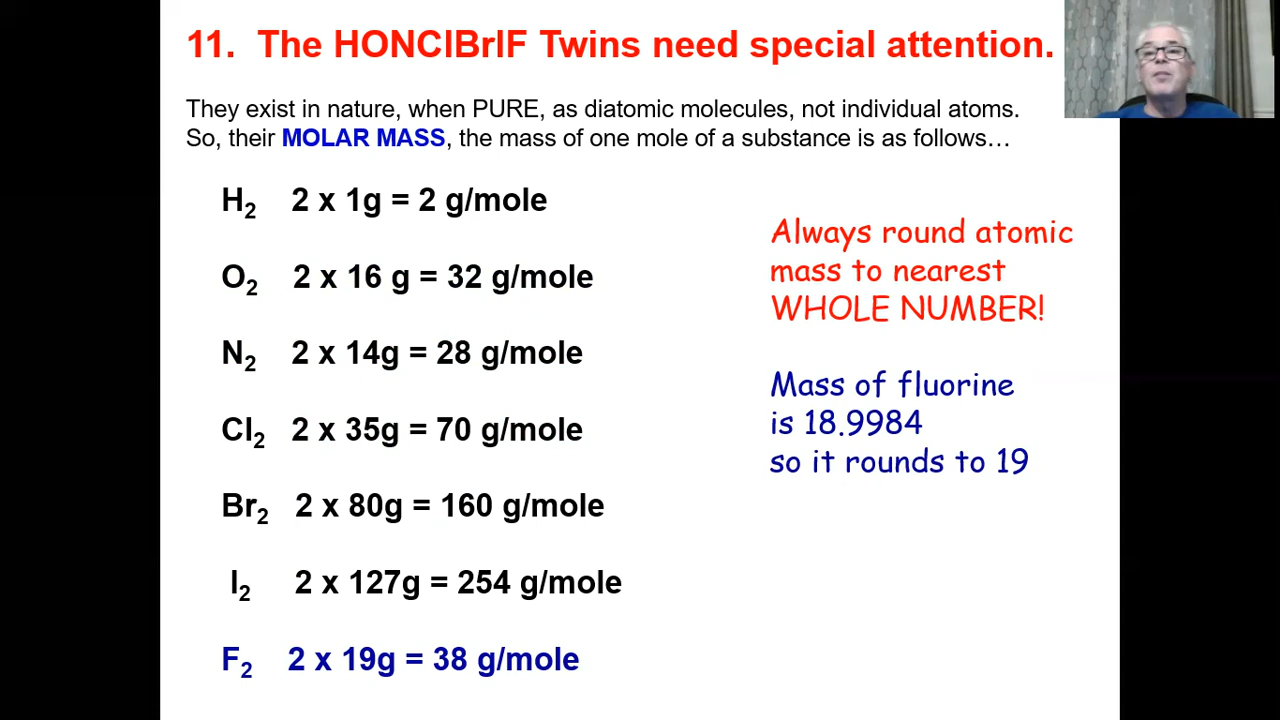 11. The HONClBrIF Twins need special attention.
They exist in nature, when PURE, as diatomic molecules, not individual atoms.
So, their MOLAR MASS, the mass of one mole of a substance is as follows…
H₂ 2 x 1g = 2 g/mole
O₂ 2 x 16 g = 32 g/mole
N₂ 2 x 14g = 28 g/mole
Cl₂ 2 x 35g = 70 g/mole
Br₂ 2 x 80g = 160 g/mole
I₂ 2 x 127g = 254 g/mole
F₂ 2 x 19g = 38 g/mole
Always round atomic
mass to nearest
WHOLE NUMBER!
Mass of fluorine
is 18.9984
so it rounds to 19